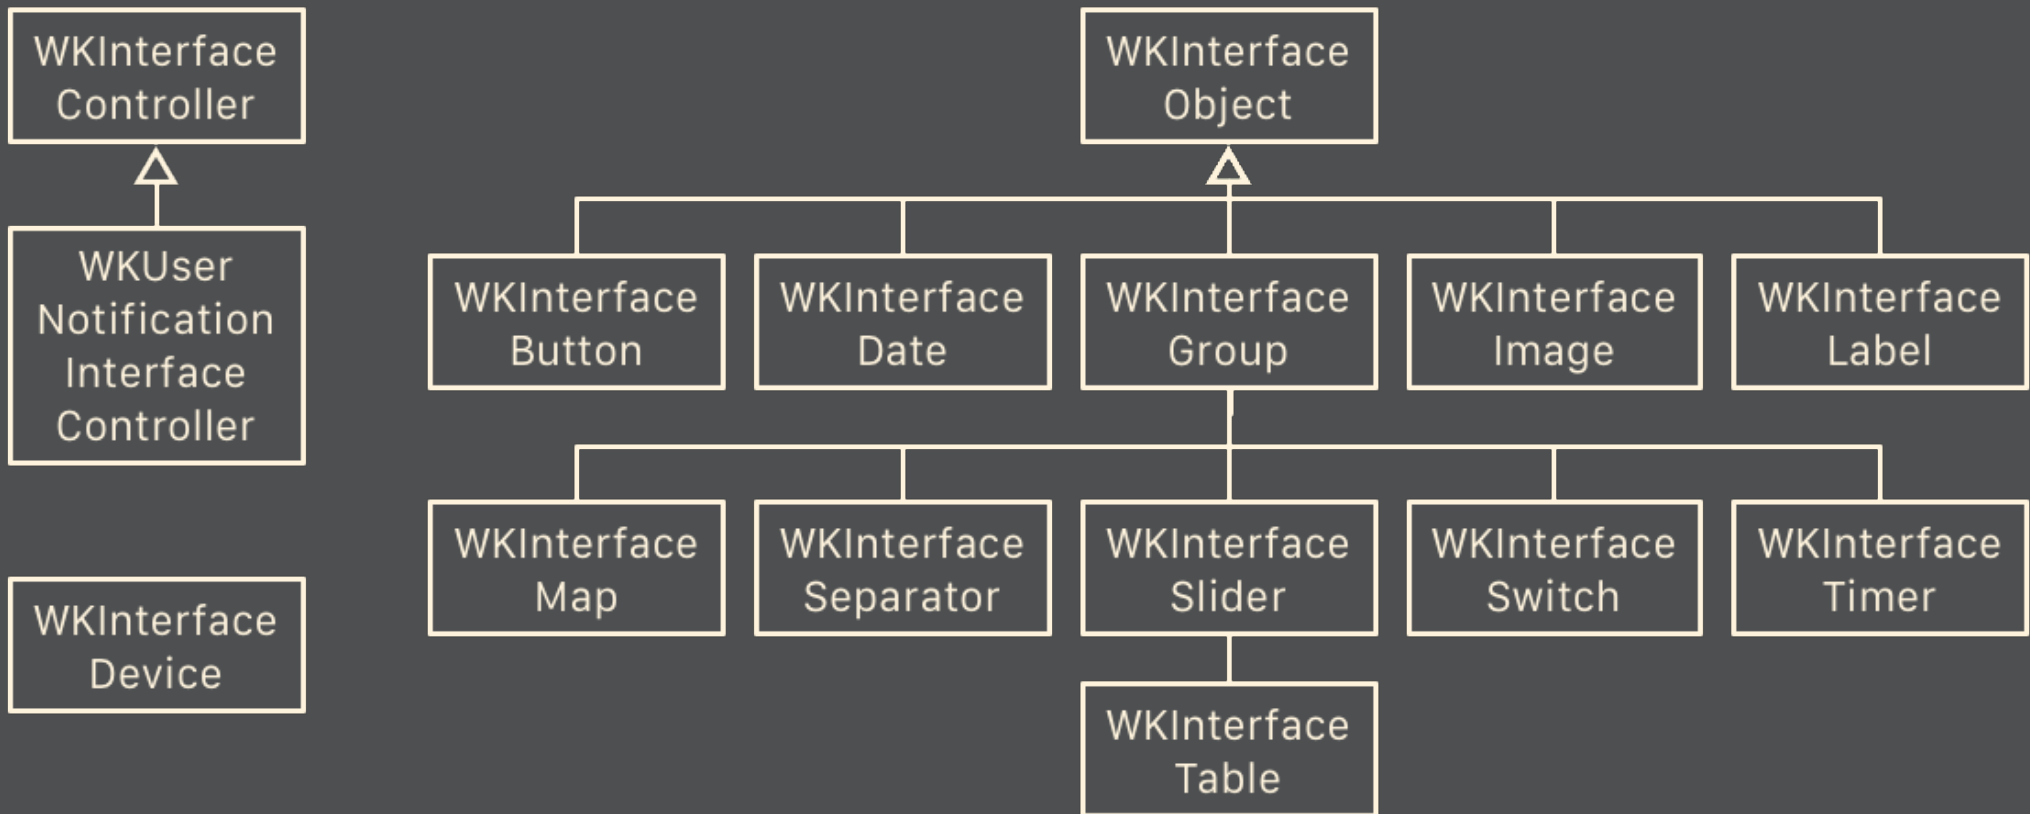 WKInterface
Controller
WKInterface
Object
WKUser
Notification
Interface
Controller
WKInterface
Button
WKInterface
Date
WKInterface
Group
WKInterface
Image
WKInterface
Label
WKInterface
Map
WKInterface
Separator
WKInterface
Slider
WKInterface
Switch
WKInterface
Timer
WKInterface
Device
WKInterface
Table